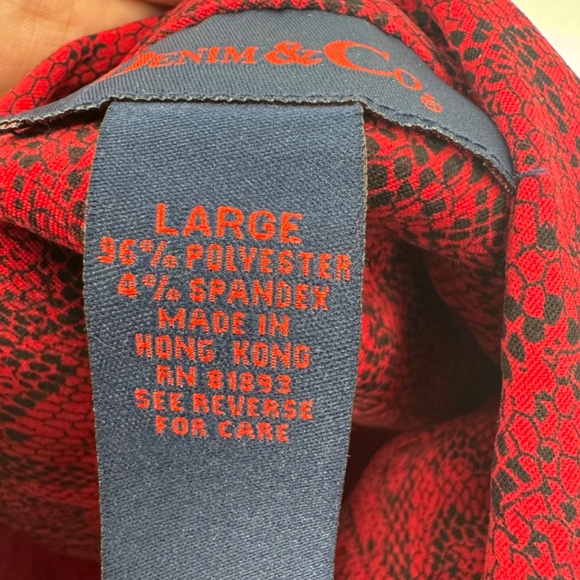 DENIM & CO®
LARGE
96% POLYESTER
4% SPANDEX
MADE IN
HONG KONG
RN 81893
SEE REVERSE
FOR CARE